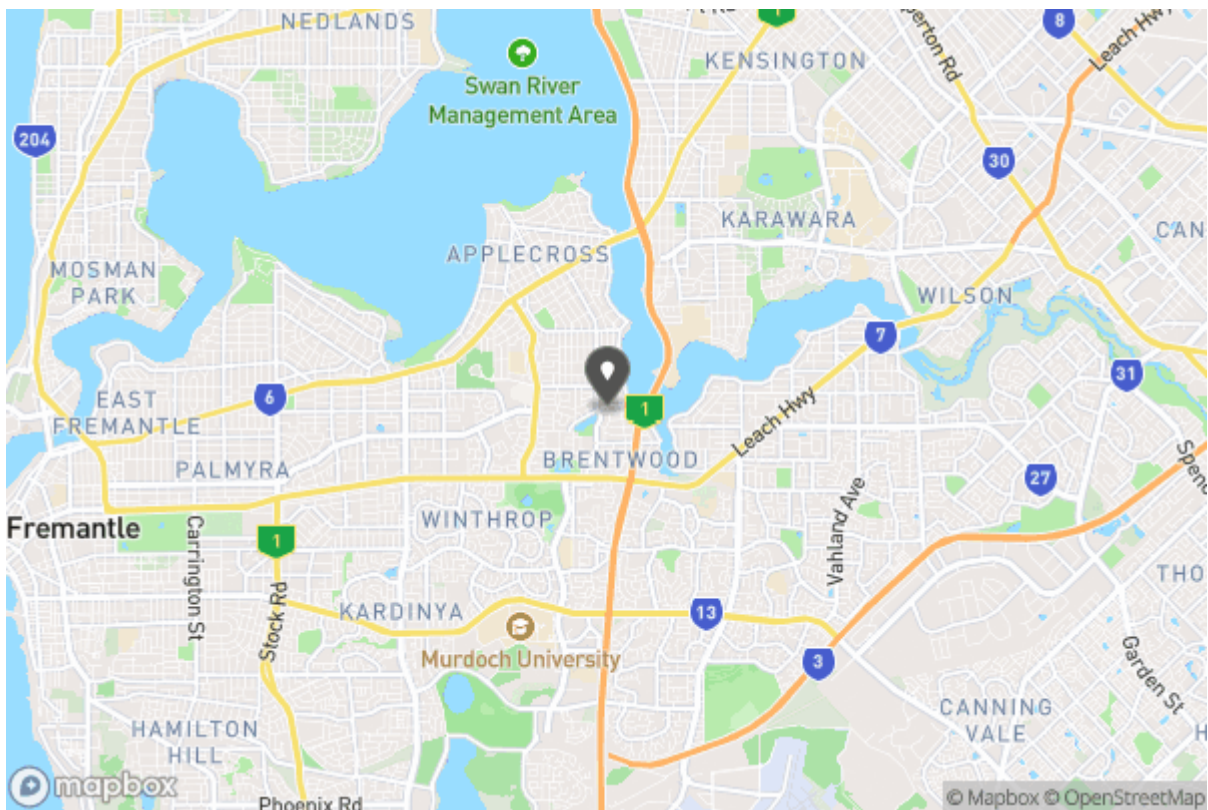 NEDLANDS
1
8
Leach Hwy
Swan River
Management Area
KENSINGTON
204
30
KARAWARA
APPLECROSS
MOSMAN
PARK
CAN
WILSON
7
31
6
1
EAST
FREMANTLE
Leach Hwy
PALMYRA
BRENTWOOD
27
Fremantle
WINTHROP
1
Carrington St
Stock Rd
Vahland Ave
THO
KARDINYA
13
Murdoch University
3
Garden St
HAMILTON
HILL
CANNING
VALE
H
mapbox
Phoenix Rd
© Mapbox © OpenStreetMap